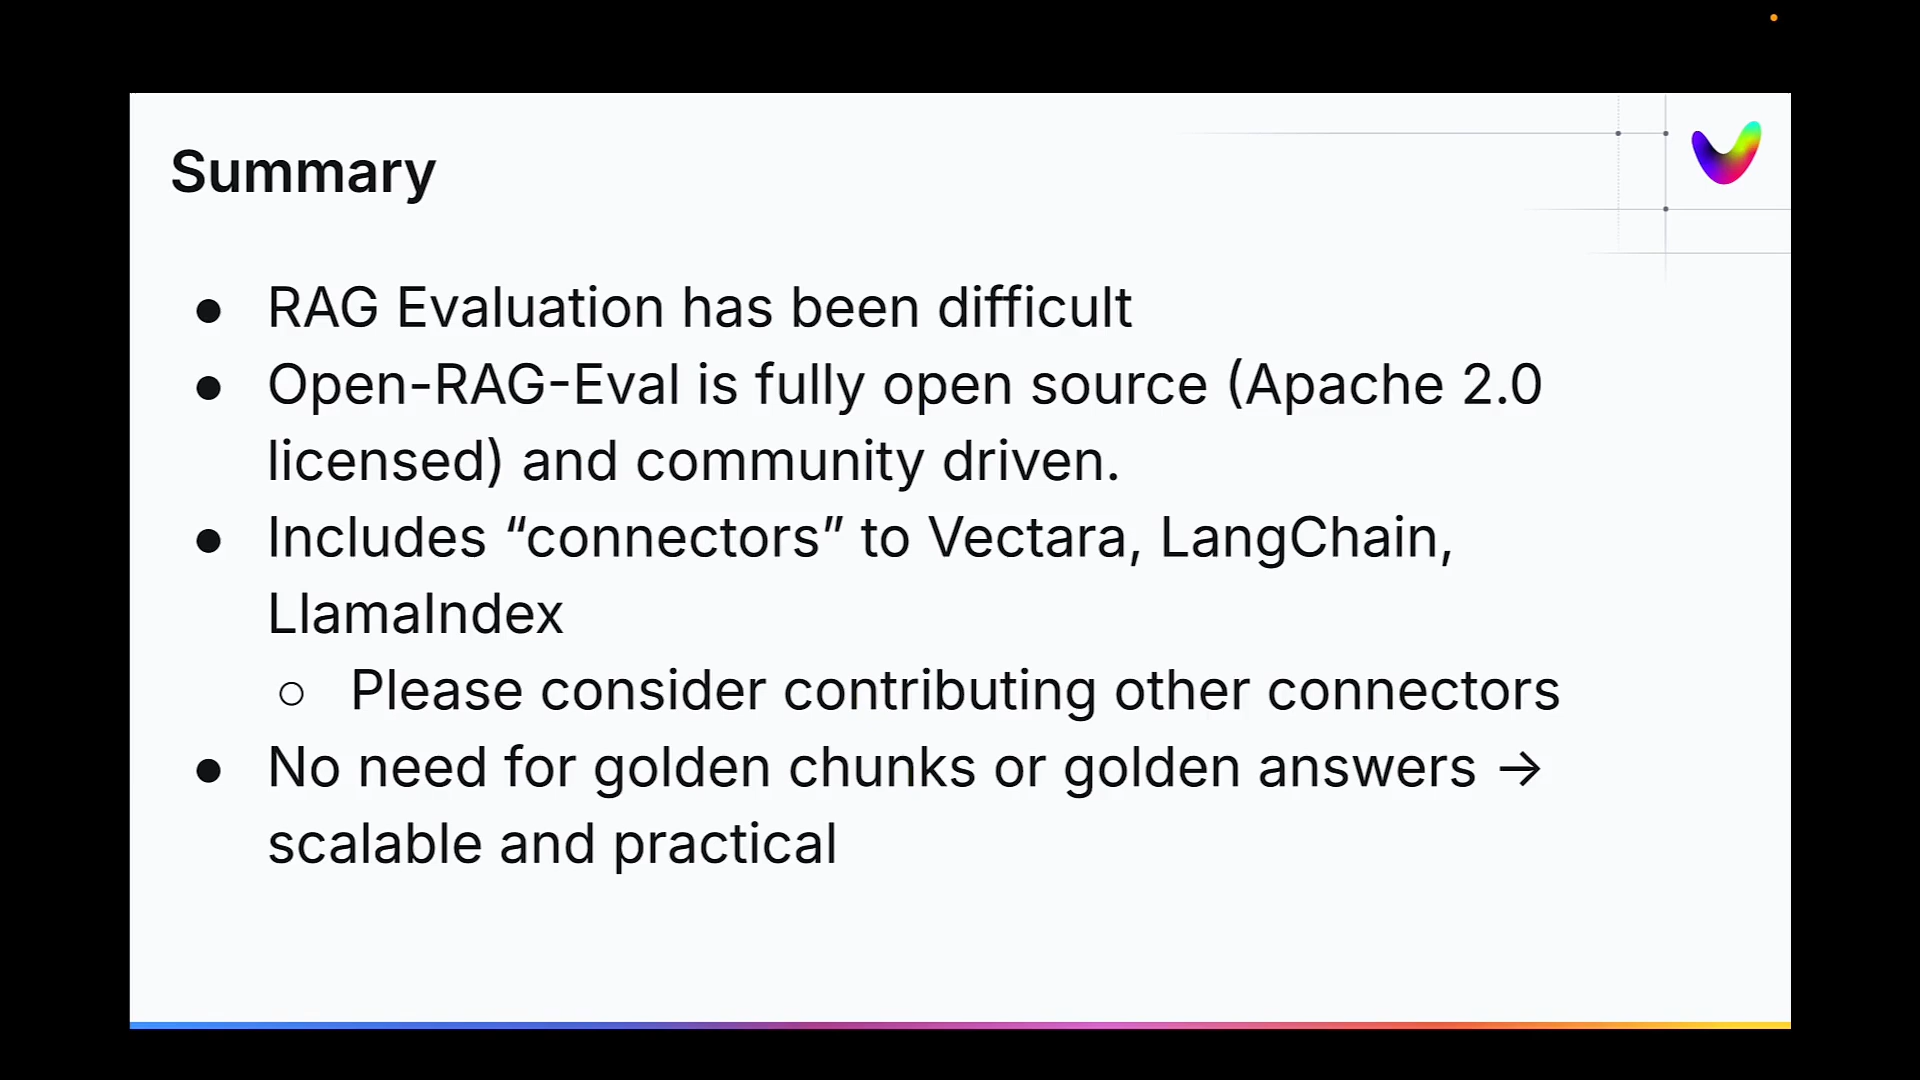 Summary
● RAG Evaluation has been difficult
● Open-RAG-Eval is fully open source (Apache 2.0
licensed) and community driven.
● Includes “connectors” to Vectara, LangChain,
LlamaIndex
○ Please consider contributing other connectors
● No need for golden chunks or golden answers →
scalable and practical